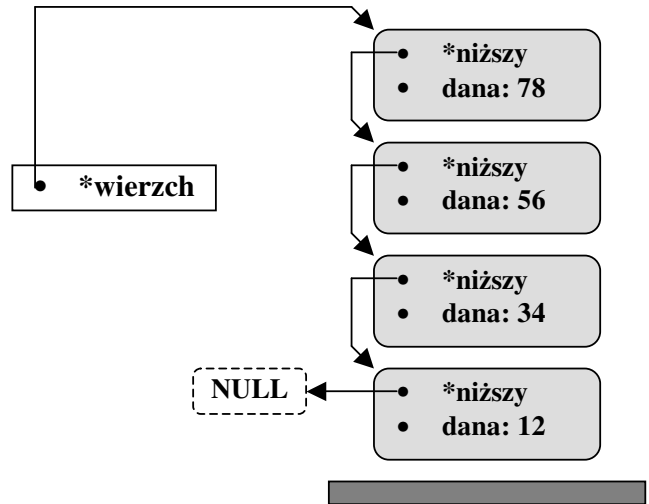 • *niższy
• dana: 78
• *wierzch
• *niższy
• dana: 56
• *niższy
• dana: 34
NULL
• *niższy
• dana: 12